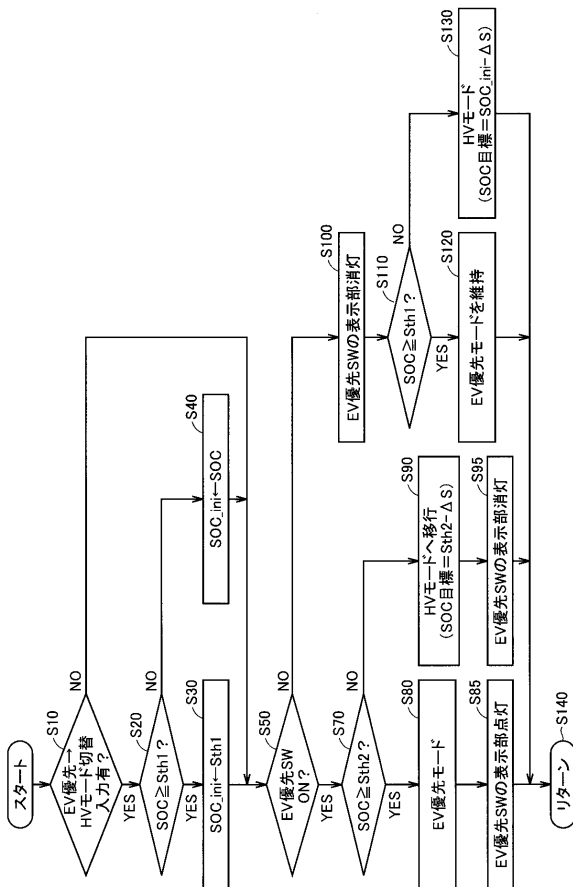 スタート
S10
EV優先→
HVモード切替
入力有?
NO
YES
S20
SOC≧Sth1?
NO
YES
S30
SOC_ini←Sth1
S40
SOC_ini←SOC
S50
EV優先SW
ON?
NO
YES
S70
SOC≧Sth2?
NO
YES
S80
EV優先モード
S85
EV優先SWの表示部点灯
S90
HVモードへ移行
(SOC目標=Sth2-ΔS)
S95
EV優先SWの表示部消灯
S100
EV優先SWの表示部消灯
S110
SOC≧Sth1?
NO
YES
S120
EV優先モードを維持
S130
HVモード
(SOC目標=SOC_ini-ΔS)
S140
リターン